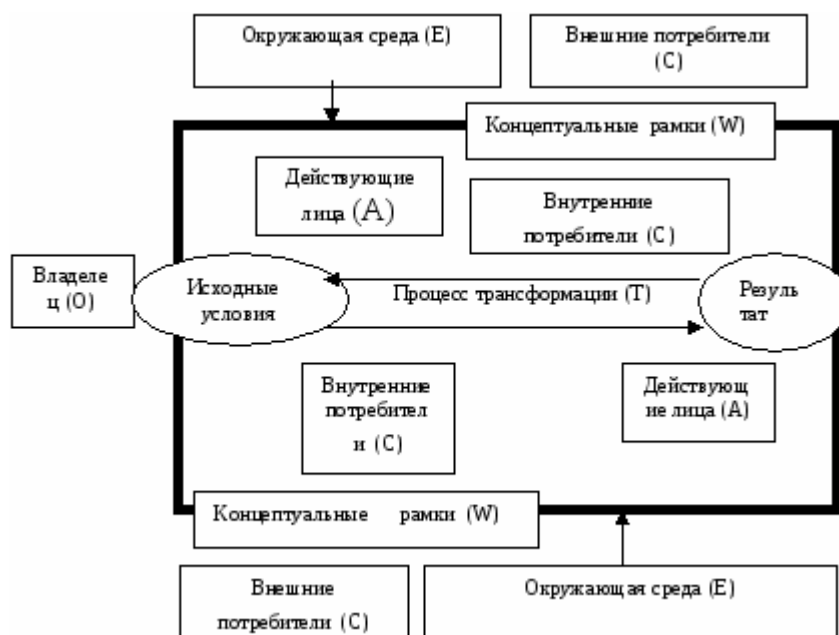 Окружающая среда (E)
Внешние потребители
(C)
Концептуальные рамки (W)
Действующие
лица (A)
Внутренние
потребители (C)
Владеле
ц (O)
Исходные
условия
Процесс трансформации (T)
Резуль
тат
Внутренние
потребител
и (C)
Действующ
ие лица (A)
Концептуальные рамки (W)
Внешние
потребители (C)
Окружающая среда (E)